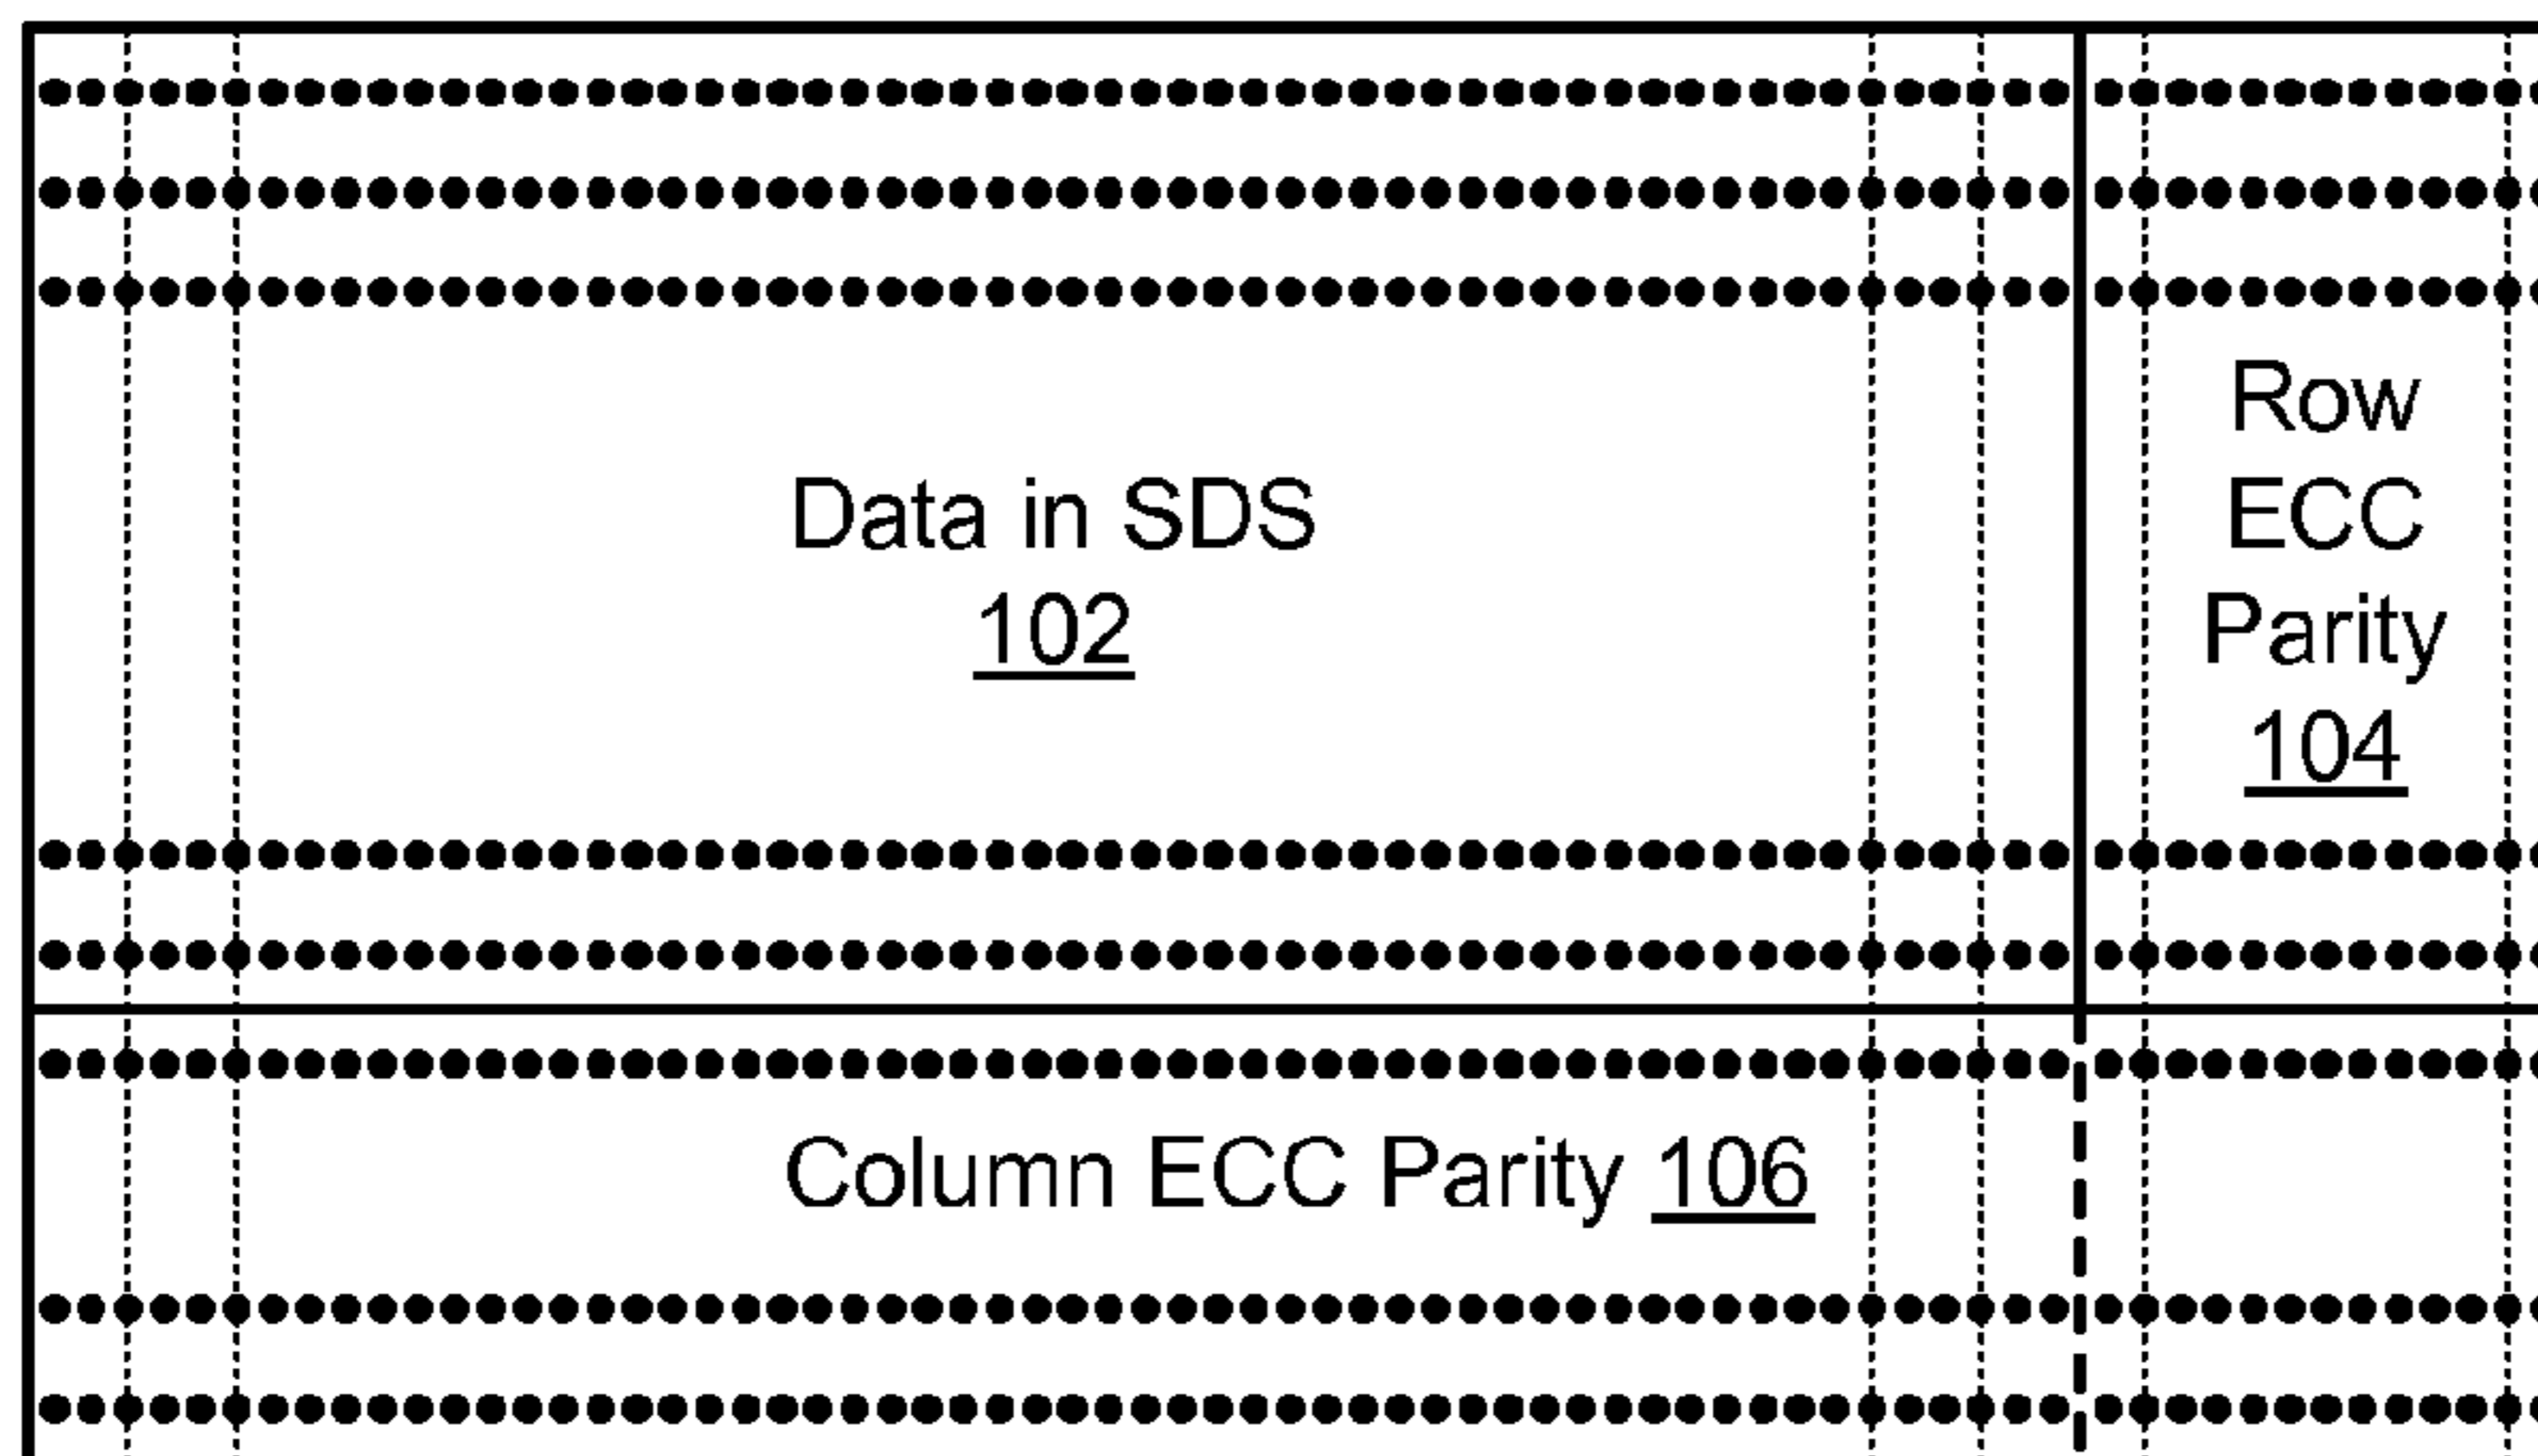 Data in SDS
102
Row
ECC
Parity
104
Column ECC Parity 106